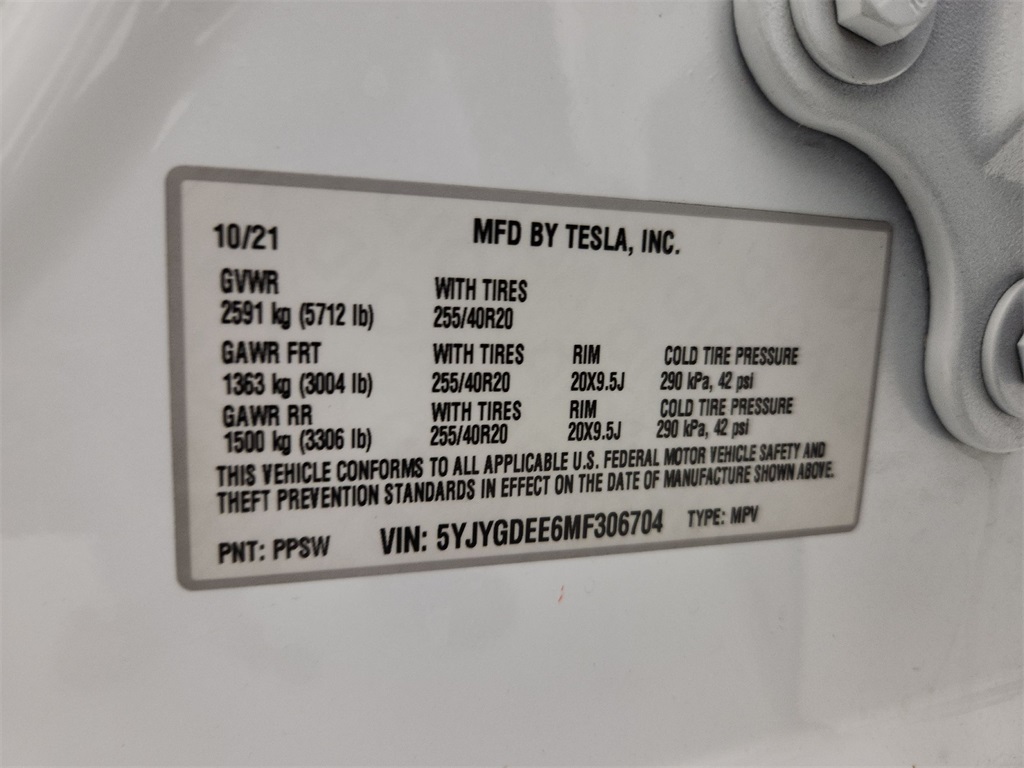 10/21 MFD BY TESLA, INC.
GVWR WITH TIRES
2591 kg (5712 lb) 255/40R20
GAWR FRT WITH TIRES RIM COLD TIRE PRESSURE
1363 kg (3004 lb) 255/40R20 20X9.5J 290 kPa, 42 psi
GAWR RR WITH TIRES RIM COLD TIRE PRESSURE
1500 kg (3306 lb) 255/40R20 20X9.5J 290 kPa, 42 psi
THIS VEHICLE CONFORMS TO ALL APPLICABLE U.S. FEDERAL MOTOR VEHICLE SAFETY AND
THEFT PREVENTION STANDARDS IN EFFECT ON THE DATE OF MANUFACTURE SHOWN ABOVE.
PNT: PPSW VIN: 5YJYGDEE6MF306704 TYPE: MPV